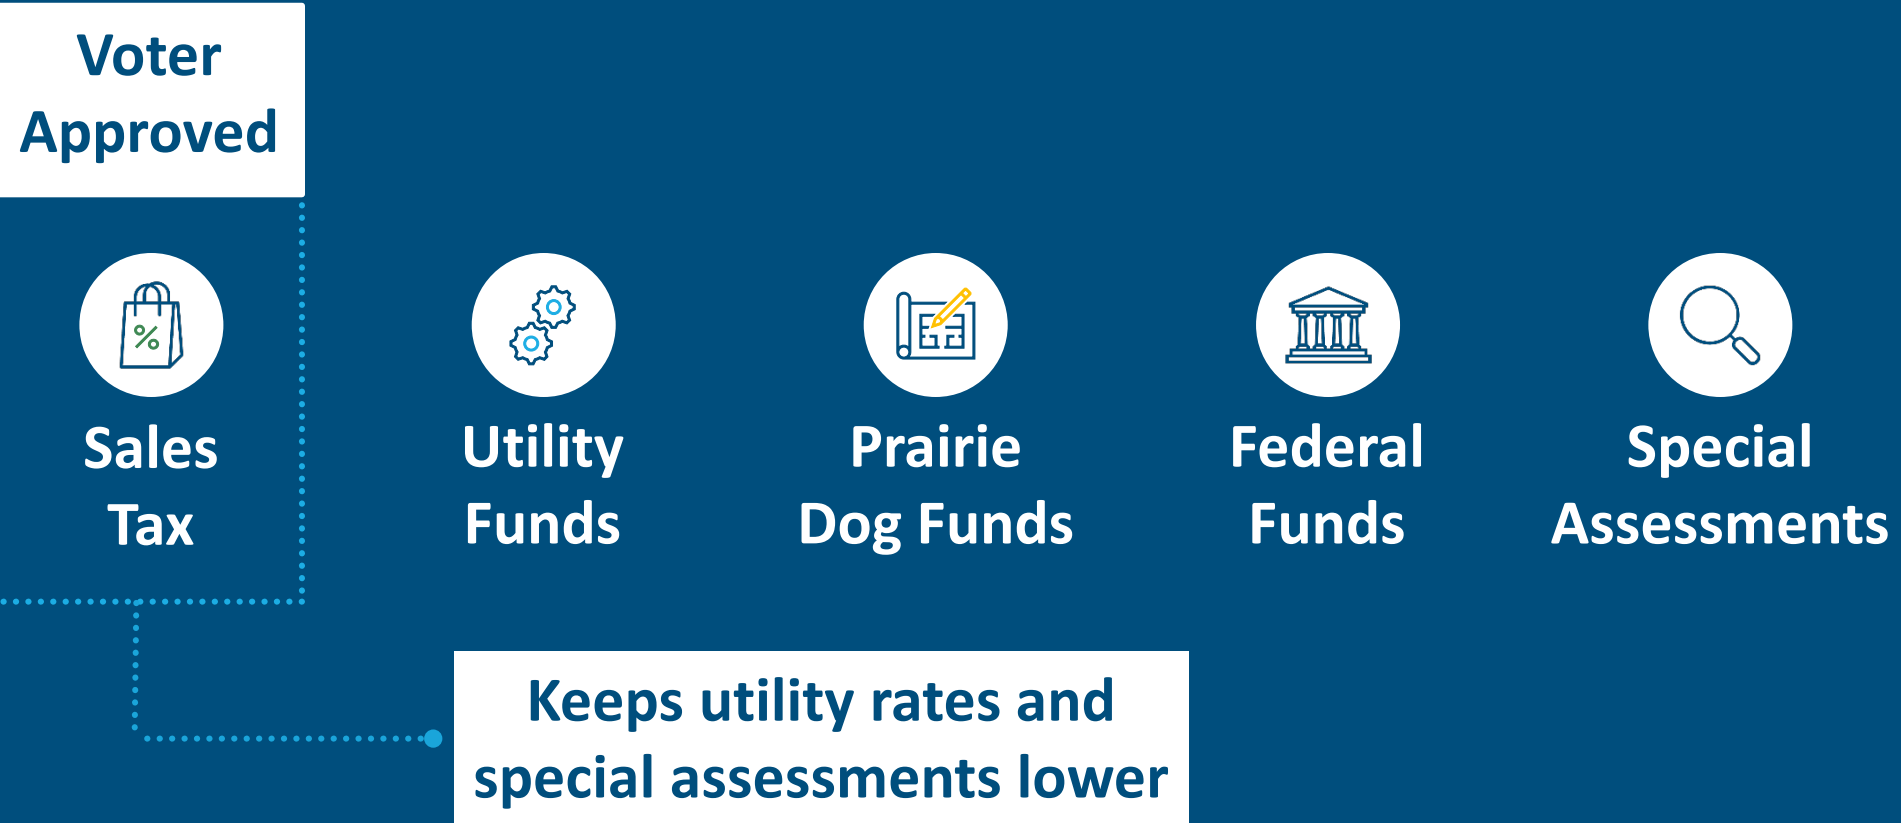 Voter
Approved
%
Sales
Tax
Utility
Funds
Prairie
Dog Funds
Federal
Funds
Special
Assessments
Keeps utility rates and
special assessments lower